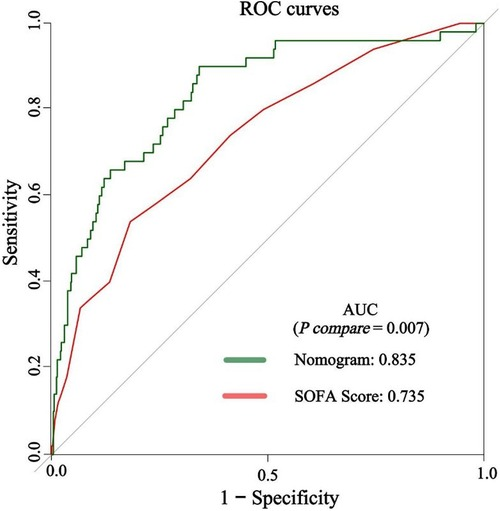 ROC curves
1.0
0.8
0.6
0.4
0.2
0.0
Sensitivity
AUC
(P compare = 0.007)
Nomogram: 0.835
SOFA Score: 0.735
0.0 0.5 1.0
1 − Specificity